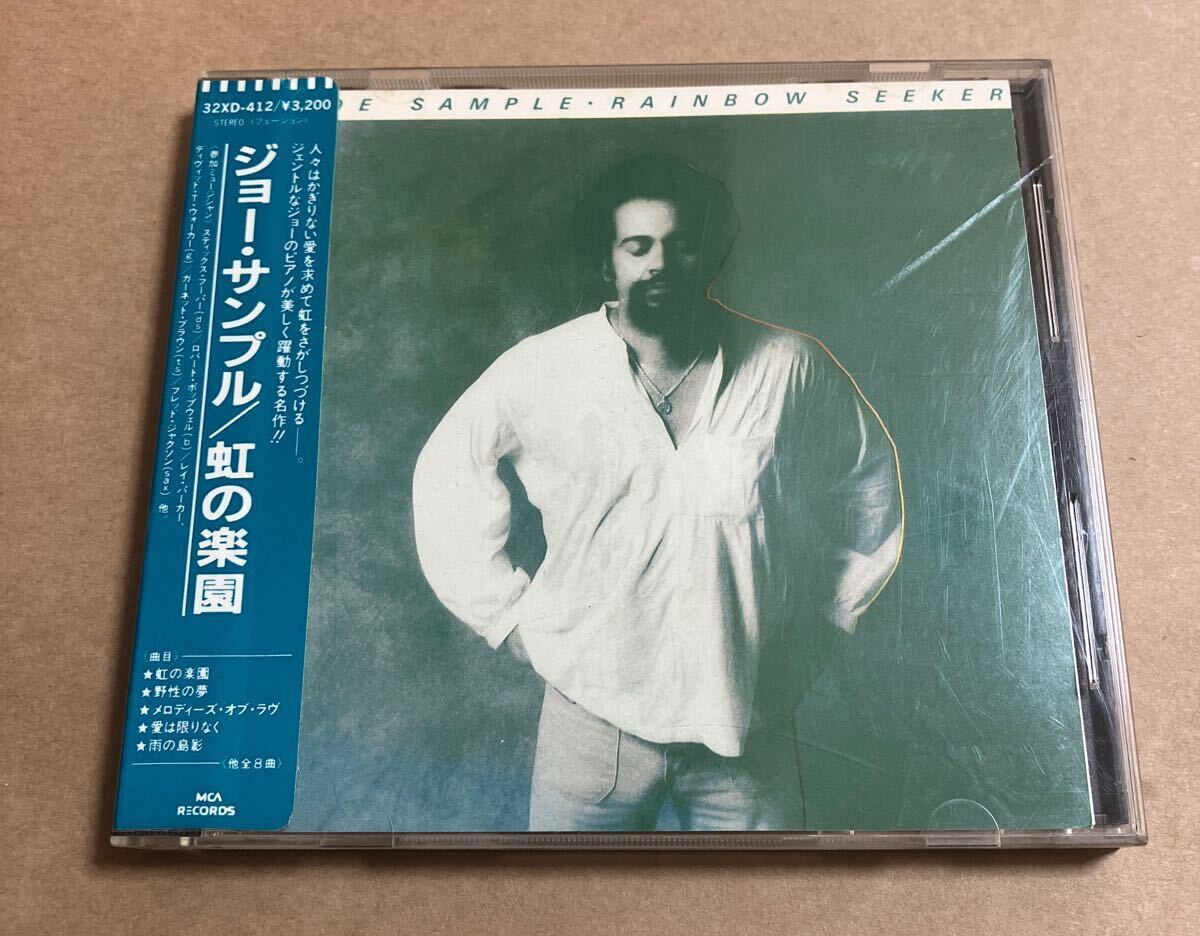 32XD-412/¥3,200
STEREO〈フュージョン〉
OE SAMPLE・RAINBOW SEEKER
人々はかぎりない愛を求めて虹をさがしつづける——。
ジェントルなジョーのピアノが美しく躍動する名作!!
ジョー・サンプル/虹の楽園
〈参加ミュージシャン〉スティックス・フーパー(ds)/ロバート・ポップウェル(b)/レイ・パーカー、
ディヴィッド・T・ウォーカー(g)/ガーネット・ブラウン(ts)/フレッド・ジャクソン(sax) 他。
〈曲目〉
★虹の楽園
★野性の夢
★メロディーズ・オブ・ラヴ
★愛は限りなく
★雨の島影
〈他全8曲〉
MCA
RECORDS